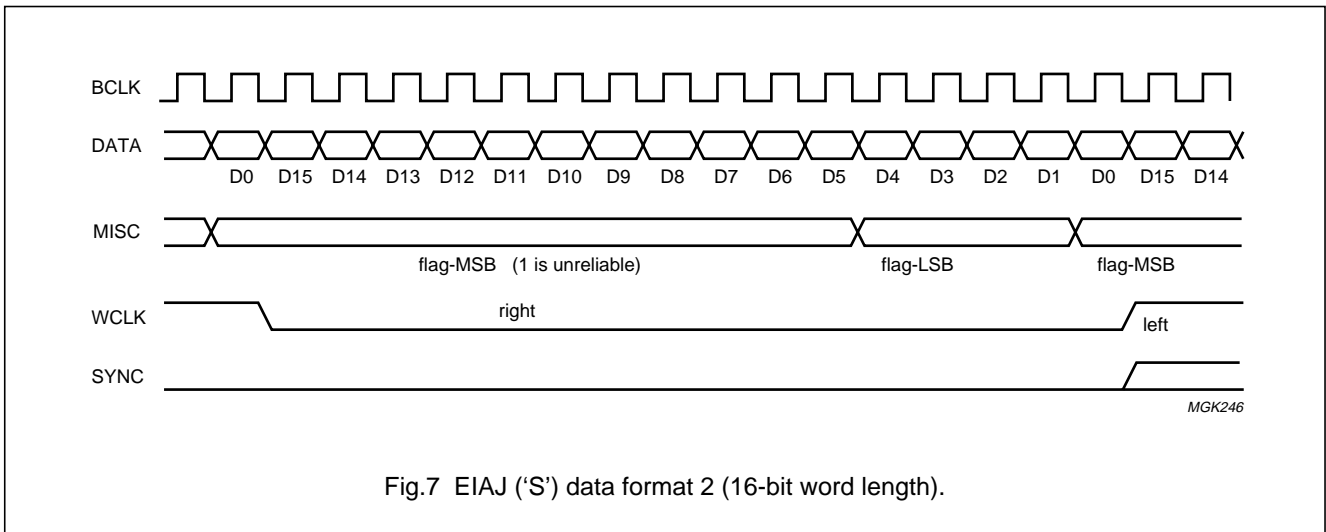 BCLK
DATA
D0 D15 D14 D13 D12 D11 D10 D9 D8 D7 D6 D5 D4 D3 D2 D1 D0 D15 D14
MISC
flag-MSB (1 is unreliable) flag-LSB flag-MSB
WCLK right left
SYNC
MGK246
Fig.7 EIAJ (‘S’) data format 2 (16-bit word length).